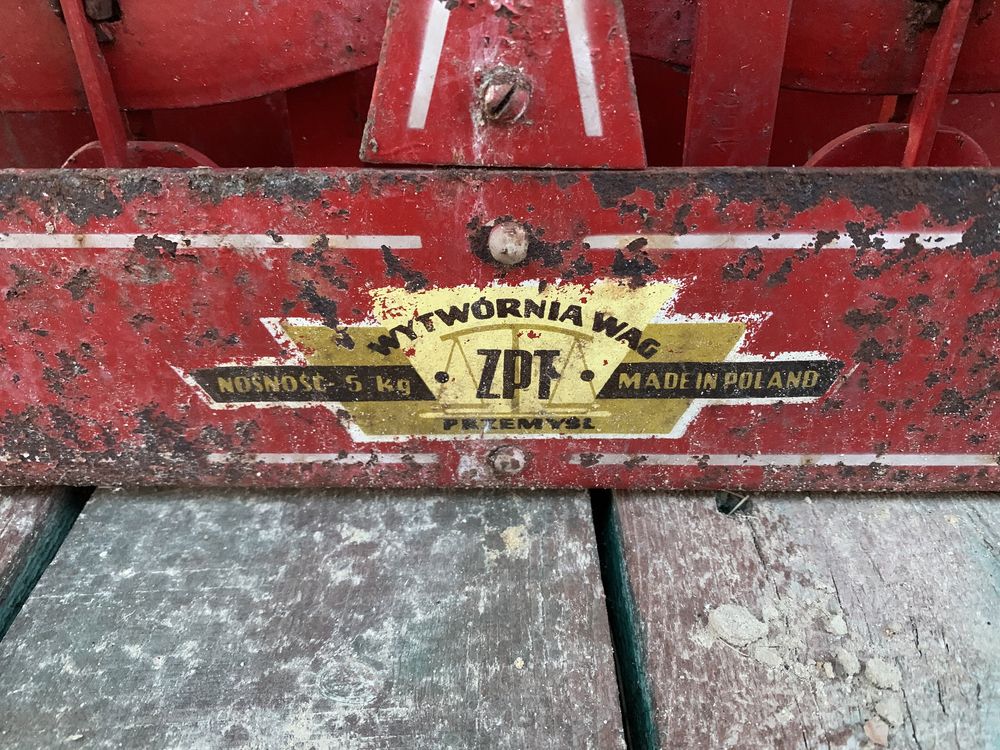 WYTWÓRNIA WAG
ZPT
NOŚNOŚĆ - 5 kg
MADE IN POLAND
PRZEMYŚL